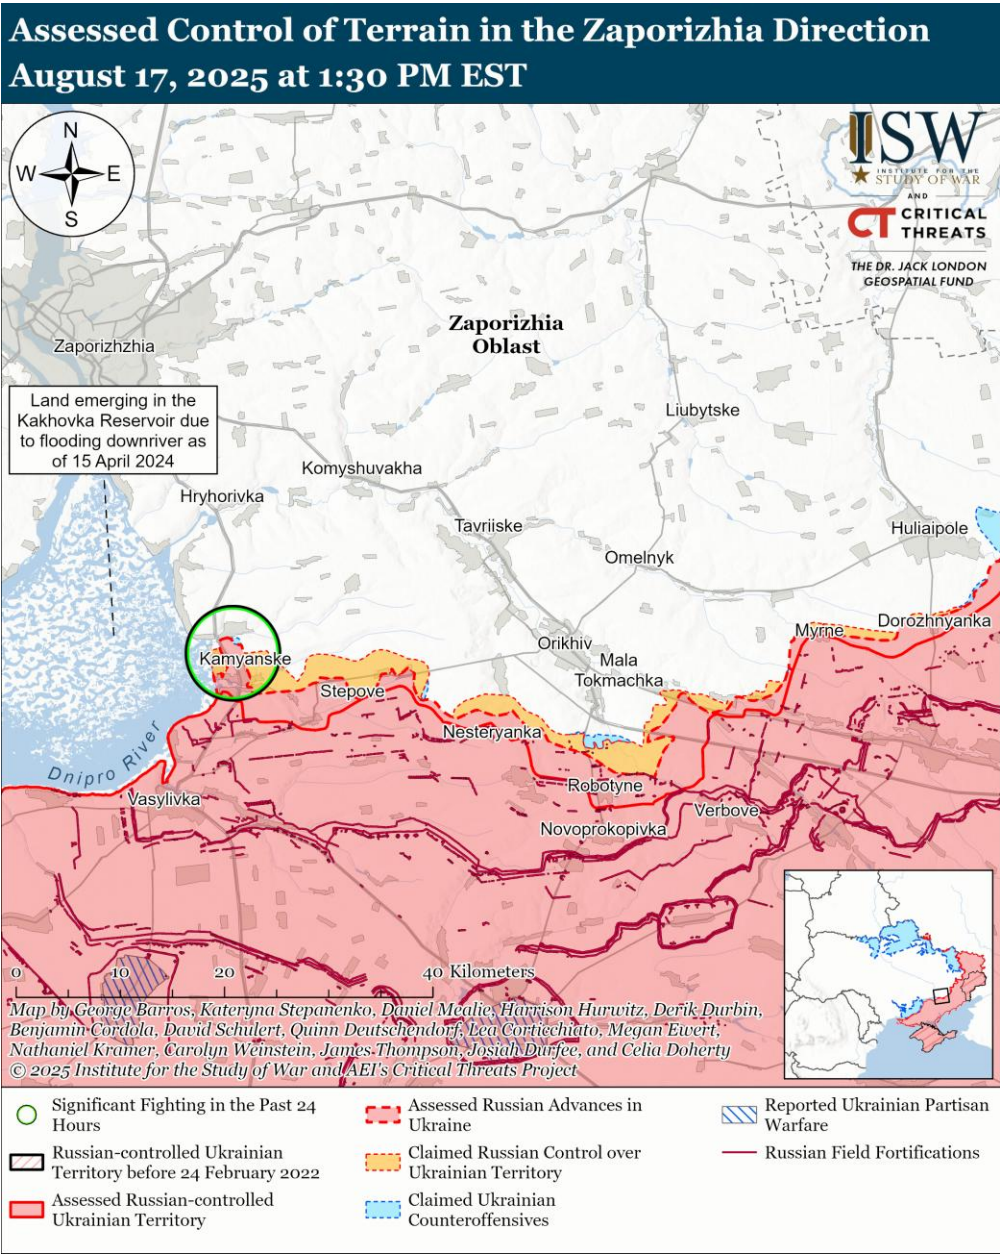 Assessed Control of Terrain in the Zaporizhia Direction
August 17, 2025 at 1:30 PM EST
N
W
E
S
ISW
INSTITUTE FOR THE
STUDY OF WAR
AND
CT CRITICAL
THREATS
THE DR. JACK LONDON
GEOSPATIAL FUND
Zaporizhia
Oblast
Zaporizhzhia
Land emerging in the
Kakhovka Reservoir due
to flooding downriver as
of 15 April 2024
Liubytske
Komyshuvakha
Hryhorivka
Tavriiske
Huliaipole
Omelnyk
Dorozhnyanka
Myrne
Orikhiv
Kamyanske
Mala
Tokmachka
Stepove
Nesteryanka
Dnipro River
Robotyne
Vasylivka
Verbove
Novoprokopivka
0 10 20 40 Kilometers
Map by George Barros, Kateryna Stepanenko, Daniel Mealie, Harrison Hurwitz, Derik Durbin,
Benjamin Cordola, David Schulert, Quinn Deutschendorf, Lea Corticchiato, Megan Ewert,
Nathaniel Kramer, Carolyn Weinstein, James Thompson, Josiah Durfee, and Celia Doherty
© 2025 Institute for the Study of War and AEI's Critical Threats Project
Significant Fighting in the Past 24
Hours
Russian-controlled Ukrainian
Territory before 24 February 2022
Assessed Russian-controlled
Ukrainian Territory
Assessed Russian Advances in
Ukraine
Claimed Russian Control over
Ukrainian Territory
Claimed Ukrainian
Counteroffensives
Reported Ukrainian Partisan
Warfare
Russian Field Fortifications